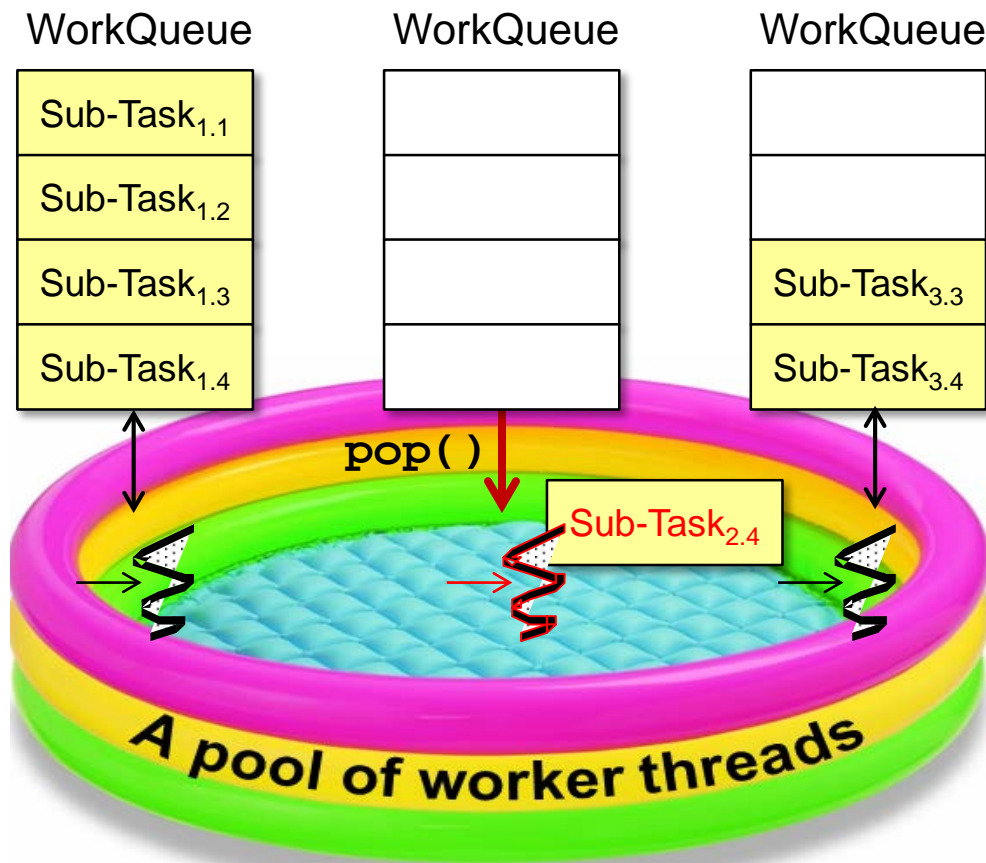 WorkQueue WorkQueue WorkQueue
Sub-Task1.1
Sub-Task1.2
Sub-Task1.3 Sub-Task3.3
Sub-Task1.4 Sub-Task3.4
pop()
Sub-Task2.4
A pool of worker threads